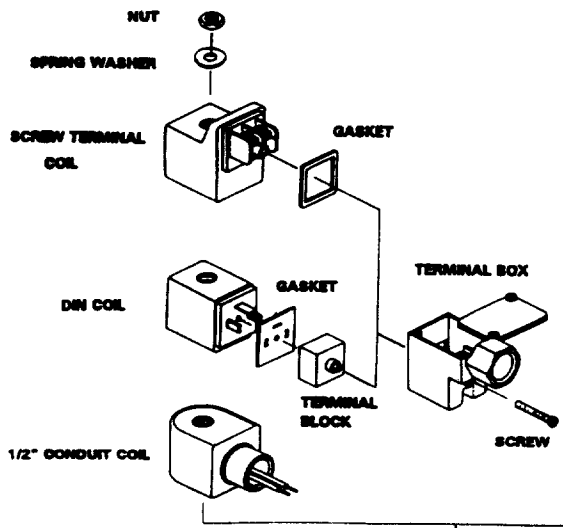 NUT
SPRING WASHER
SCREW TERMINAL
COIL
GASKET
DIN COIL
GASKET
TERMINAL BOX
TERMINAL
BLOCK
SCREW
1/2" CONDUIT COIL